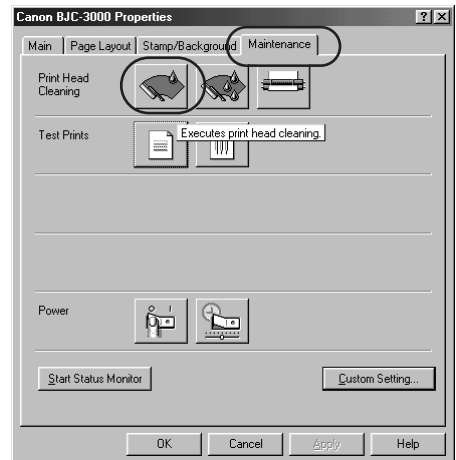 Canon BJC-3000 Properties
Main Page Layout Stamp/Background Maintenance
Print Head
Cleaning
Test Prints
Executes print head cleaning.
Power
Start Status Monitor Custom Setting...
OK Cancel Apply Help